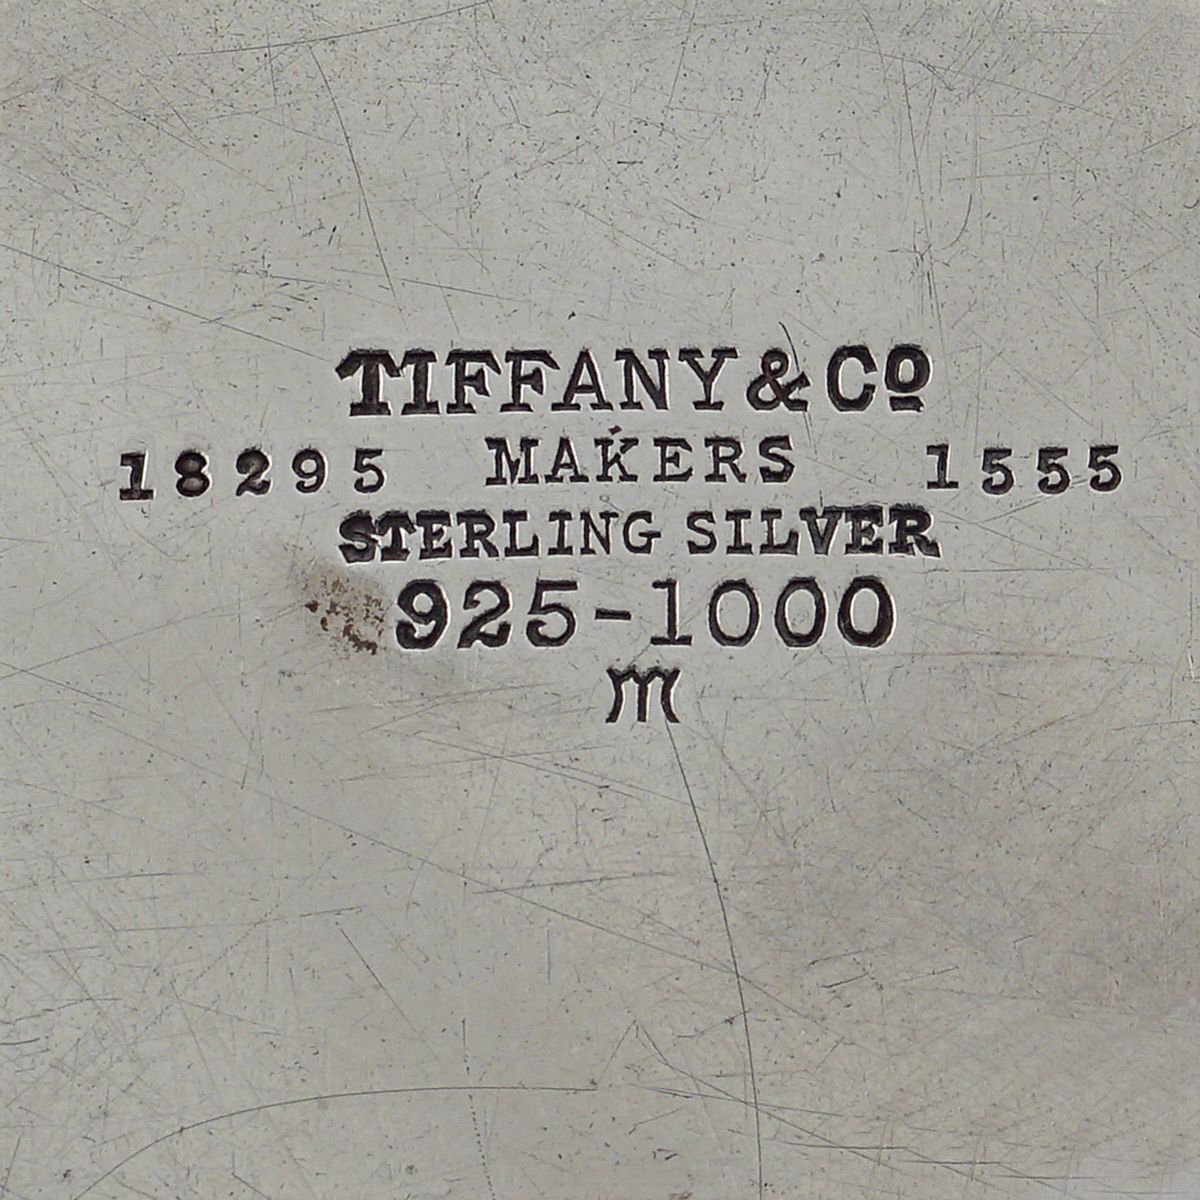 TIFFANY & Co
18295 MAKERS 1555
STERLING SILVER
925-1000
m